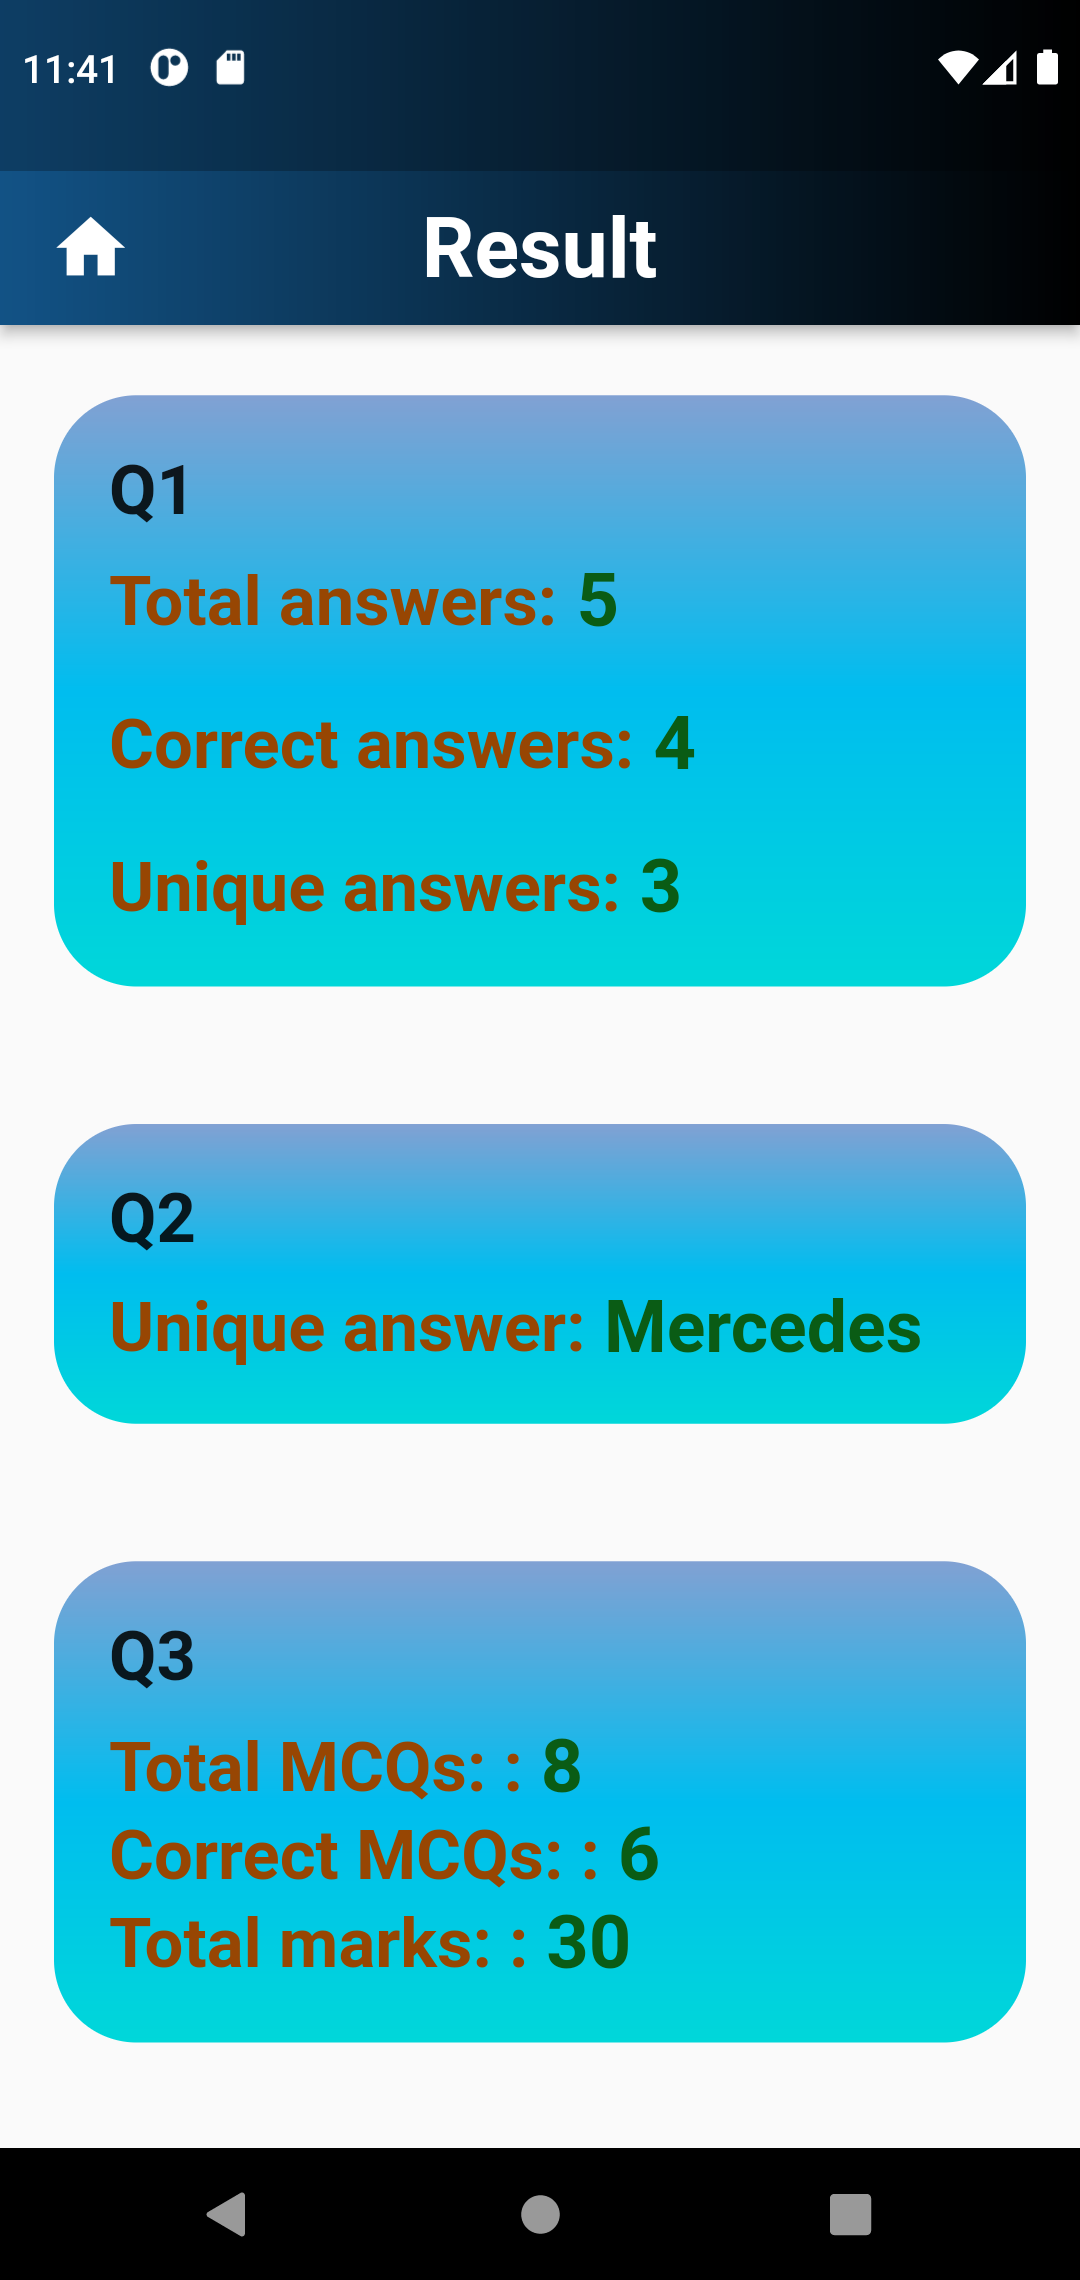 11:41
Result
Q1
Total answers: 5
Correct answers: 4
Unique answers: 3
Q2
Unique answer: Mercedes
Q3
Total MCQs: : 8
Correct MCQs: : 6
Total marks: : 30